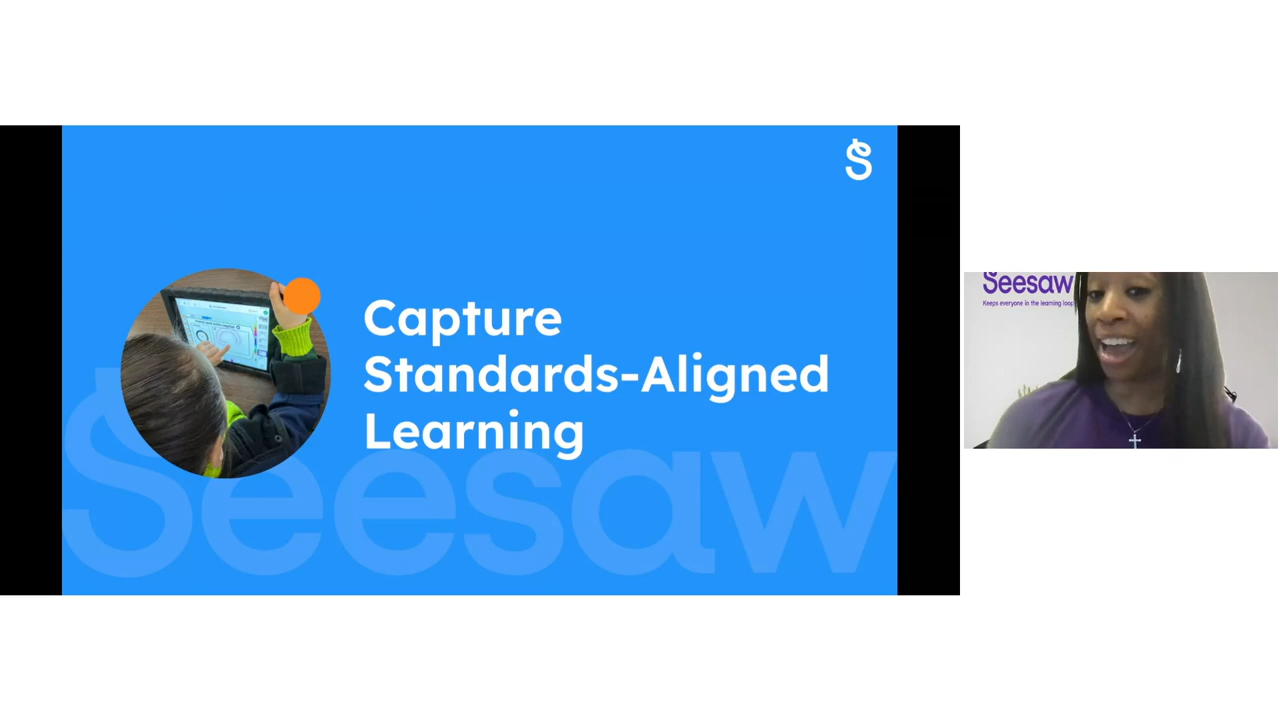 Capture
Standards-Aligned
Learning
Seesaw
Seesaw
Keeps everyone in the learning loop